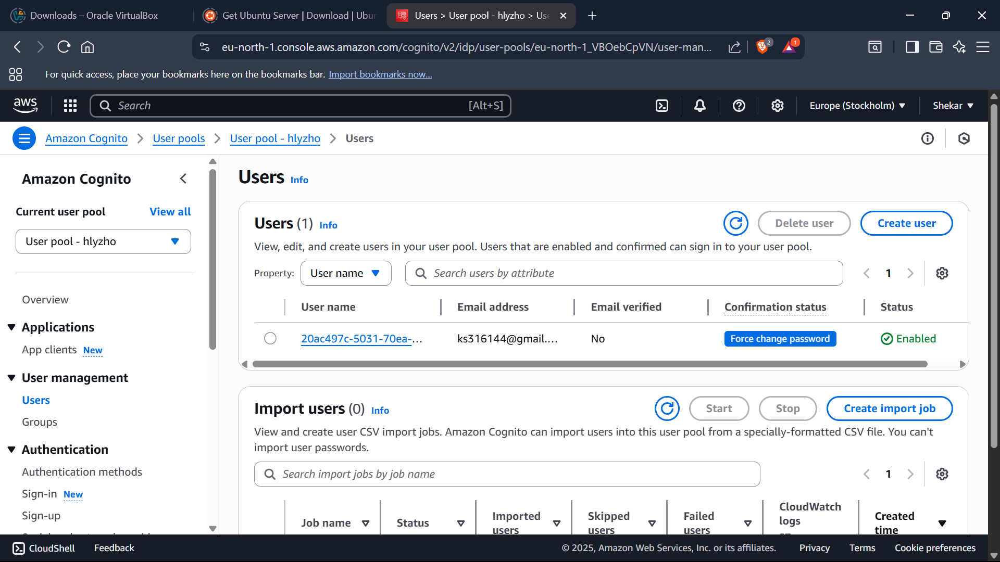 Downloads – Oracle VirtualBox
Get Ubuntu Server | Download | Ubun
Users > User pool - hlyzho > Use
eu-north-1.console.aws.amazon.com/cognito/v2/idp/user-pools/eu-north-1_VBOebCpVN/user-man...
2
1
For quick access, place your bookmarks here on the bookmarks bar. Import bookmarks now...
aws
Search
[Alt+S]
Europe (Stockholm)
Shekar
Amazon Cognito
User pools
User pool - hlyzho
Users
Amazon Cognito
Current user pool
View all
User pool - hlyzho
Overview
Applications
App clients New
User management
Users
Groups
Authentication
Authentication methods
Sign-in New
Sign-up
Users Info
Users (1) Info
Delete user
Create user
View, edit, and create users in your user pool. Users that are enabled and confirmed can sign in to your user pool.
Property:
User name
Search users by attribute
1
User name
Email address
Email verified
Confirmation status
Status
20ac497c-5031-70ea-...
ks316144@gmail....
No
Force change password
Enabled
Import users (0) Info
Start
Stop
Create import job
View and create user CSV import jobs. Amazon Cognito can import users into this user pool from a specially-formatted CSV file. You can't
import user passwords.
Search import jobs by job name
1
Job name
Status
Imported
users
Skipped
users
Failed
users
CloudWatch
logs
Created
time
CloudShell
Feedback
© 2025, Amazon Web Services, Inc. or its affiliates.
Privacy
Terms
Cookie preferences